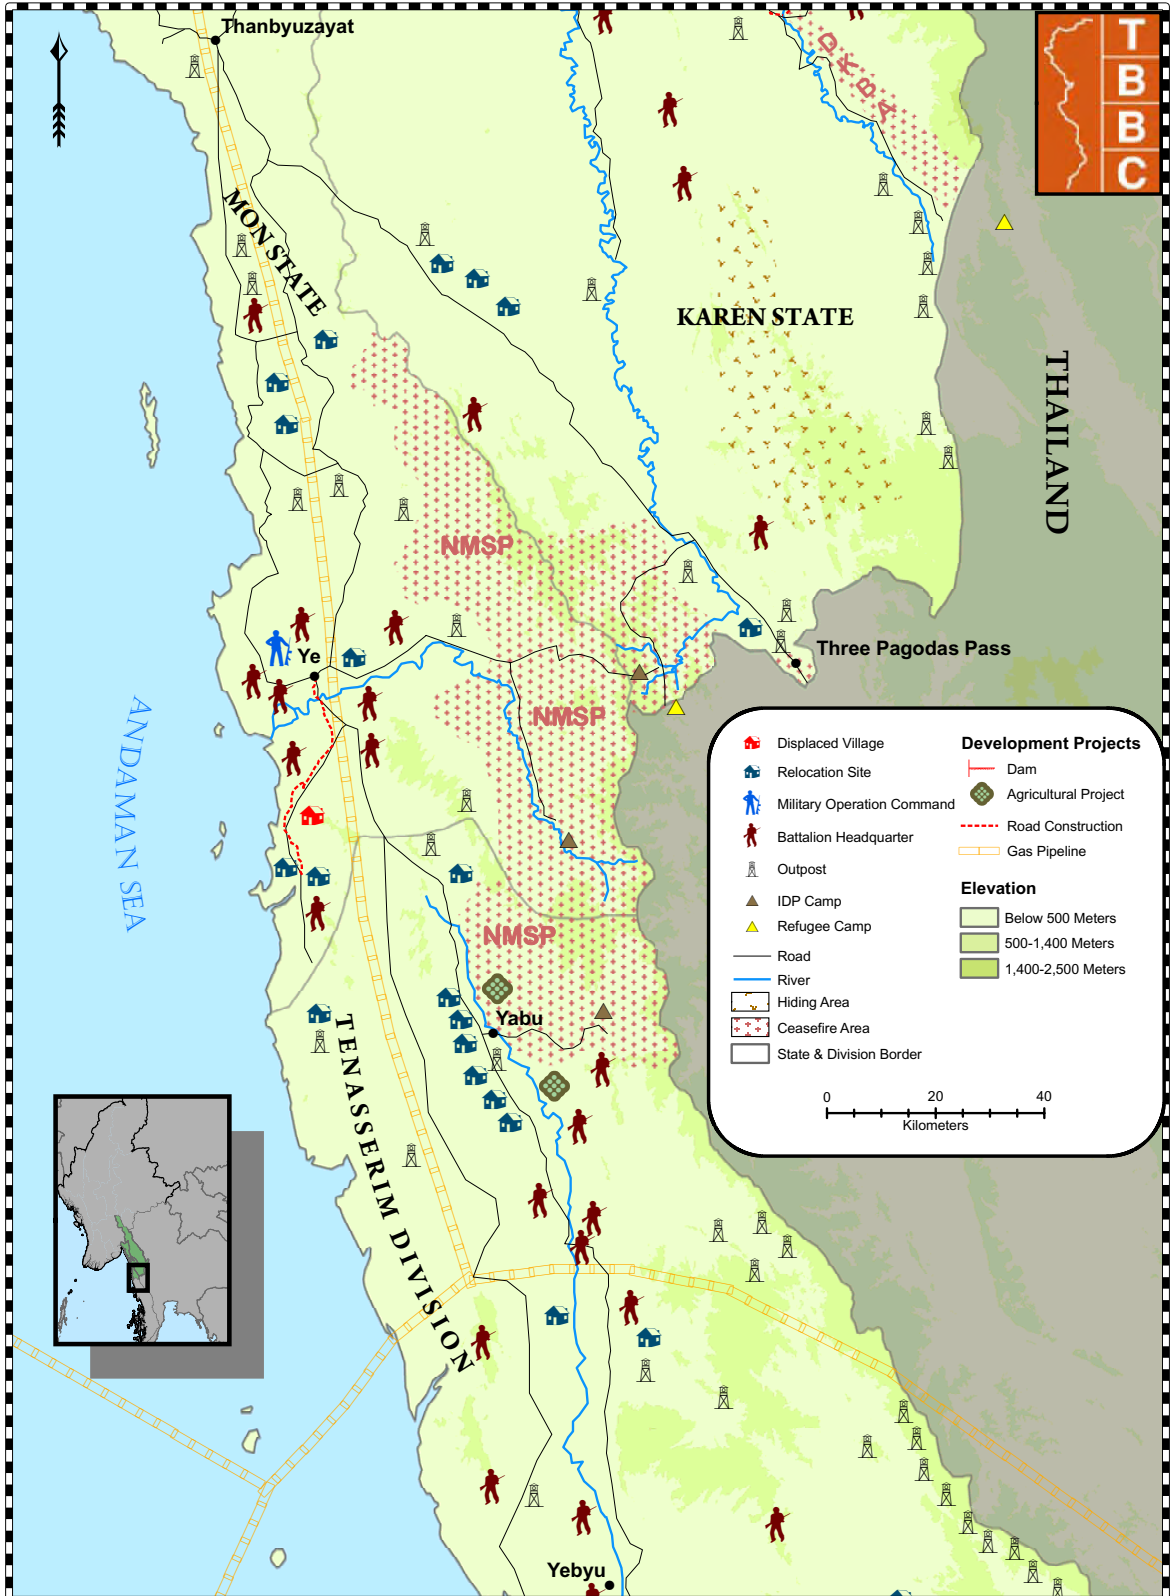 Thanbyuzayat
DKBA
T
B
B
C
MON STATE
KAREN STATE
THAILAND
NMSP
Ye
Three Pagodas Pass
ANDAMAN SEA
NMSP
NMSP
Yabu
TENASSERIM DIVISION
Yebyu
Displaced Village
Relocation Site
Military Operation Command
Battalion Headquarter
Outpost
IDP Camp
Refugee Camp
Road
River
Hiding Area
Ceasefire Area
State & Division Border
Development Projects
Dam
Agricultural Project
Road Construction
Gas Pipeline
Elevation
Below 500 Meters
500-1,400 Meters
1,400-2,500 Meters
0 20 40
Kilometers